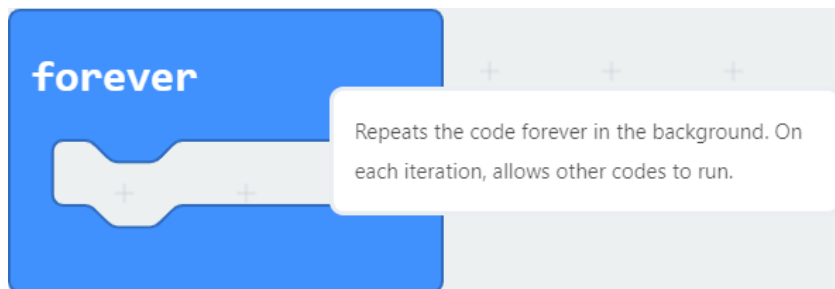 forever
Repeats the code forever in the background. On
each iteration, allows other codes to run.